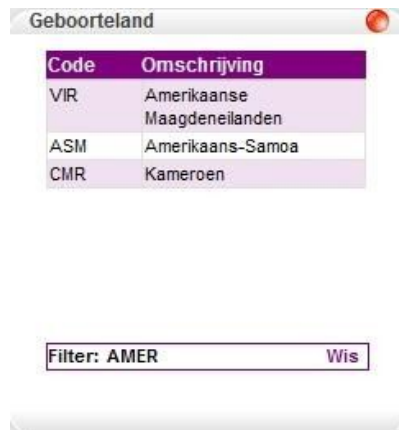 Geboorteland
Code Omschrijving
VIR Amerikaanse
Maagdeneilanden
ASM Amerikaans-Samoa
CMR Kameroen
Filter: AMER Wis